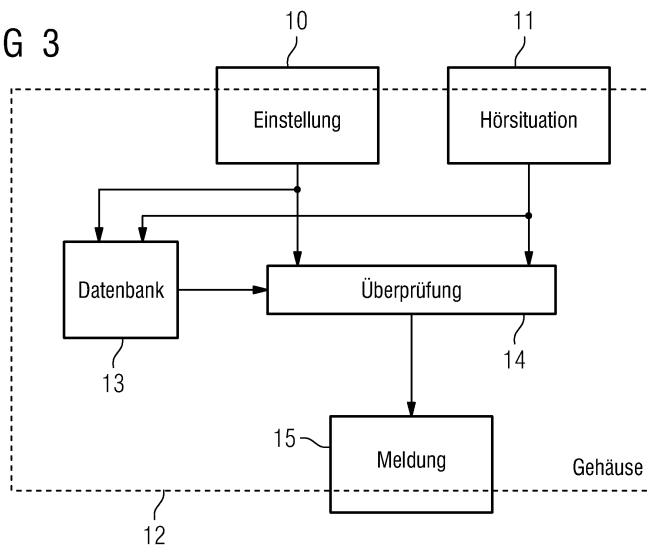 G 3
10
11
Einstellung
Hörsituation
Datenbank
Überprüfung
13
14
15
Meldung
Gehäuse
12